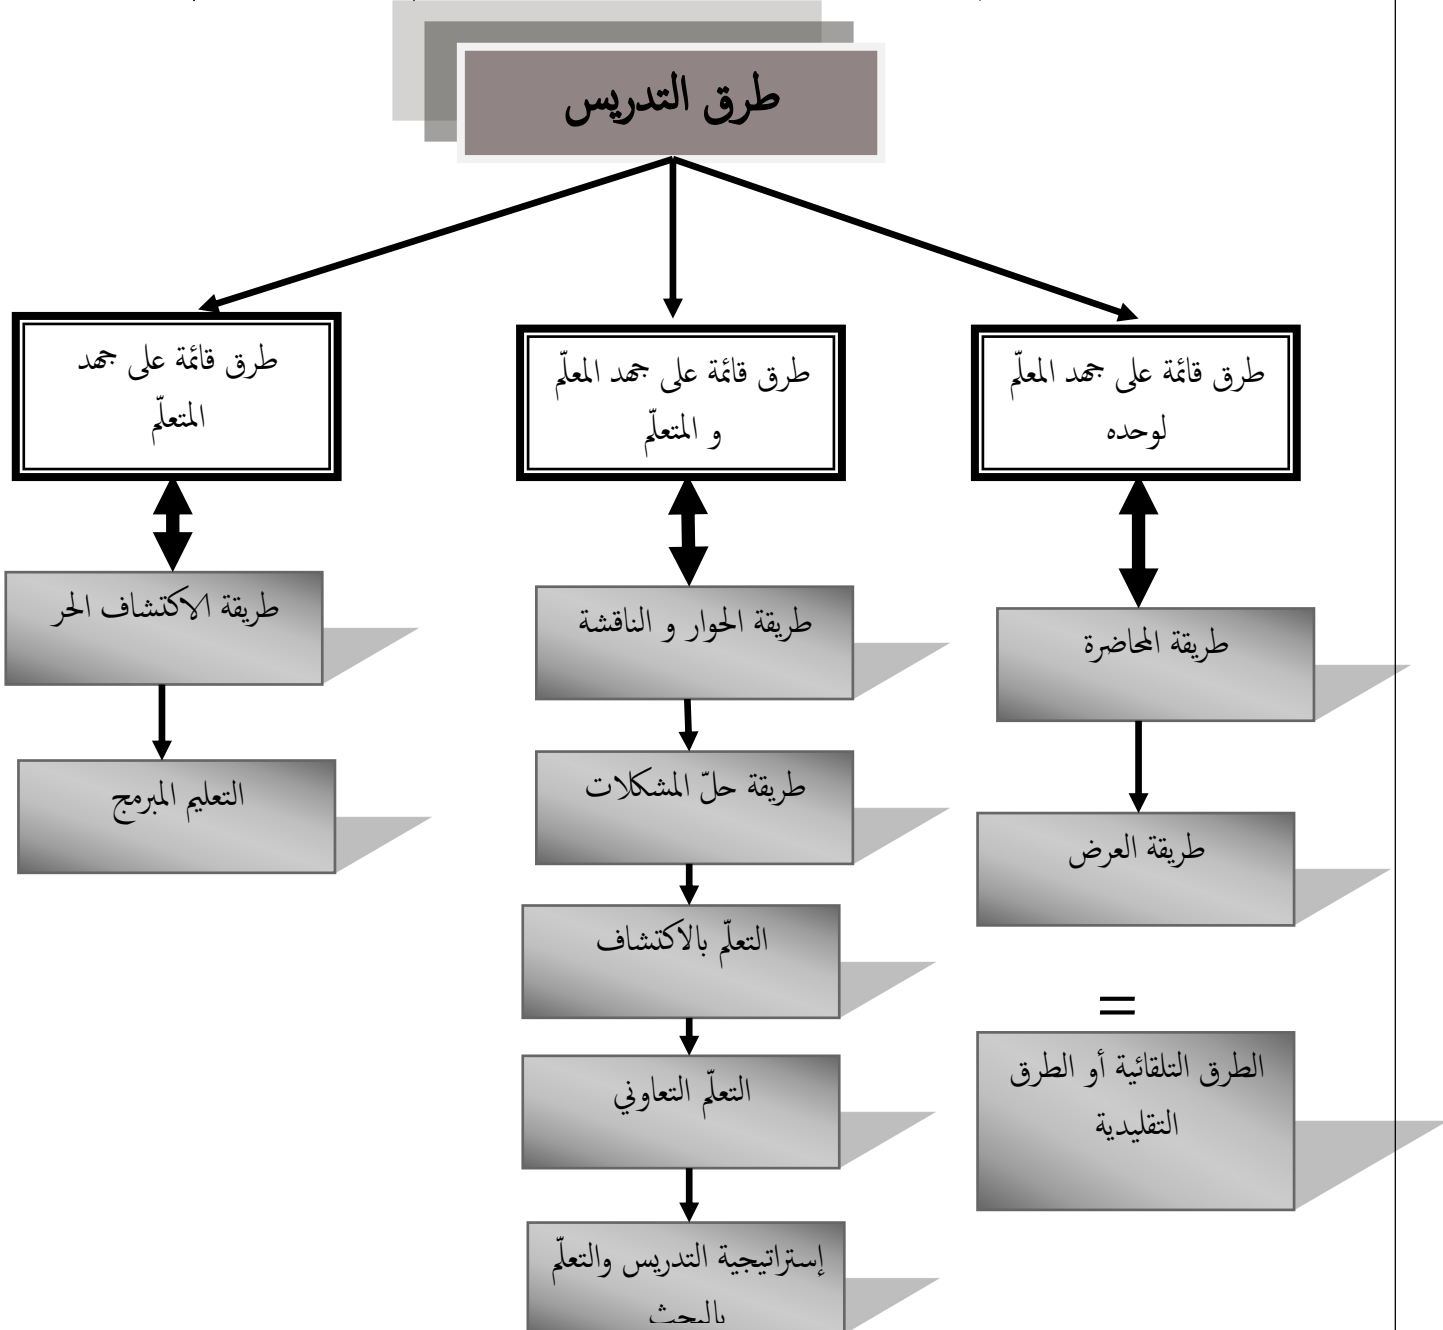 طرق التدريس
طرق قائمة على جهد المعلّم
لوحده
طريقة المحاضرة
طريقة العرض
=
الطرق التلقائية أو الطرق
التقليدية
طرق قائمة على جهد المعلّم
و المتعلّم
طريقة الحوار و الناقشة
طريقة حلّ المشكلات
التعلّم بالاكتشاف
التعلّم التعاوني
إستراتيجية التدريس والتعلّم
بالبحث
طرق قائمة على جهد
المتعلّم
طريقة الاكتشاف الحر
التعليم المبرمج